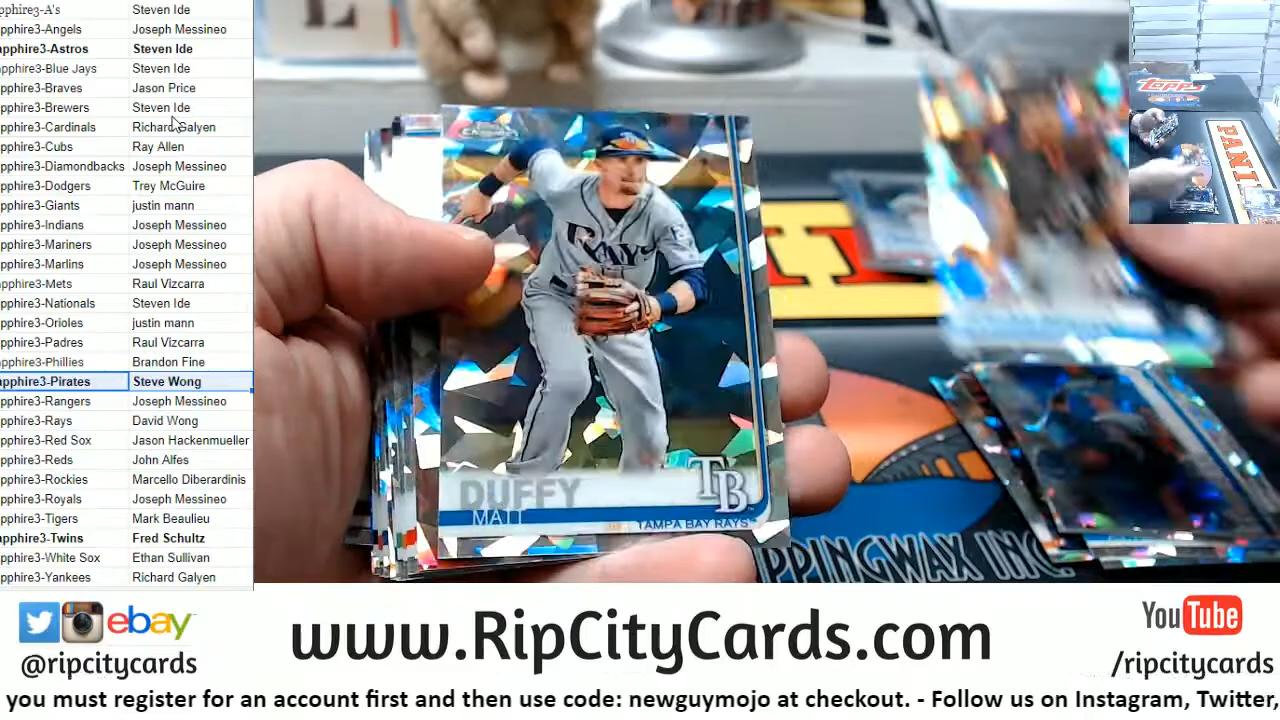 pphire3-A's Steven Ide
pphire3-Angels Joseph Messineo
apphire3-Astros Steven Ide
apphire3-Blue Jays Steven Ide
pphire3-Braves Jason Price
pphire3-Brewers Steven Ide
pphire3-Cardinals Richard Galyen
pphire3-Cubs Ray Allen
pphire3-Diamondbacks Joseph Messineo
pphire3-Dodgers Trey McGuire
pphire3-Giants justin mann
pphire3-Indians Joseph Messineo
pphire3-Mariners Joseph Messineo
pphire3-Marlins Joseph Messineo
pphire3-Mets Raul Vizcarra
pphire3-Nationals Steven Ide
pphire3-Orioles justin mann
pphire3-Padres Raul Vizcarra
pphire3-Phillies Brandon Fine
apphire3-Pirates Steve Wong
pphire3-Rangers Joseph Messineo
pphire3-Rays David Wong
pphire3-Red Sox Jason Hackenmueller
pphire3-Reds John Alfes
pphire3-Rockies Marcello Diberardinis
pphire3-Royals Joseph Messineo
pphire3-Tigers Mark Beaulieu
apphire3-Twins Fred Schultz
pphire3-White Sox Ethan Sullivan
pphire3-Yankees Richard Galyen
Rays
DUFFY
MATT
TB
TAMPA BAY RAYS
Topps
PANINI
PPINGWAX INC.
ebay
@ripcitycards
www.RipCityCards.com
YouTube
/ripcitycards
you must register for an account first and then use code: newguymojo at checkout. - Follow us on Instagram, Twitter,